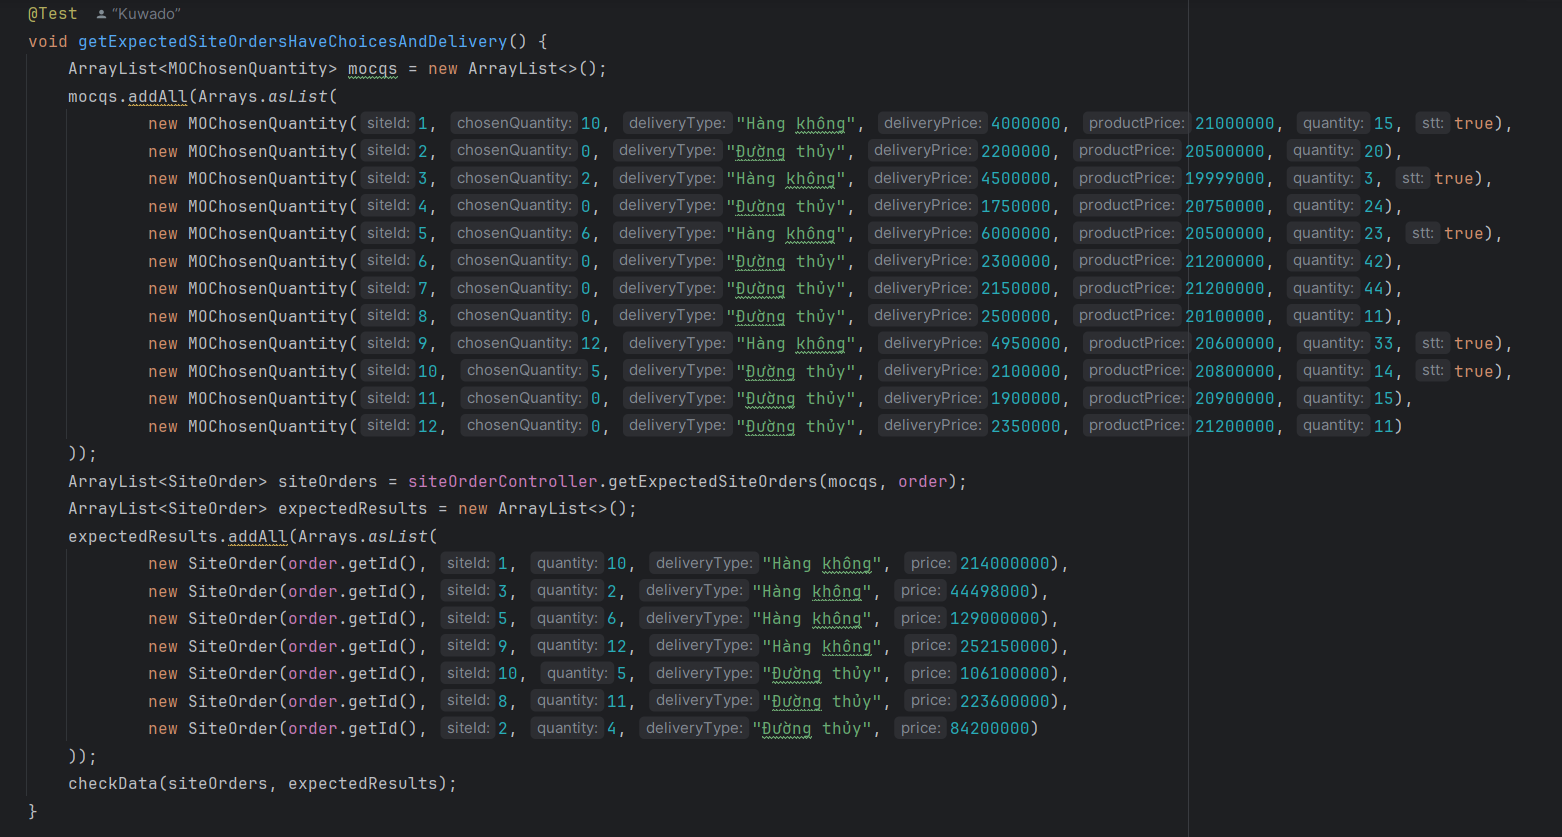 @Test “Kuwado”
void getExpectedSiteOrdersHaveChoicesAndDelivery() {
ArrayList<MOChosenQuantity> mocqs = new ArrayList<>();
mocqs.addAll(Arrays.asList(
new MOChosenQuantity( siteId: 1, chosenQuantity: 10, deliveryType: "Hàng không", deliveryPrice: 4000000, productPrice: 21000000, quantity: 15, stt: true),
new MOChosenQuantity( siteId: 2, chosenQuantity: 0, deliveryType: "Đường thủy", deliveryPrice: 2200000, productPrice: 20500000, quantity: 20),
new MOChosenQuantity( siteId: 3, chosenQuantity: 2, deliveryType: "Hàng không", deliveryPrice: 4500000, productPrice: 19999000, quantity: 3, stt: true),
new MOChosenQuantity( siteId: 4, chosenQuantity: 0, deliveryType: "Đường thủy", deliveryPrice: 1750000, productPrice: 20750000, quantity: 24),
new MOChosenQuantity( siteId: 5, chosenQuantity: 6, deliveryType: "Hàng không", deliveryPrice: 6000000, productPrice: 20500000, quantity: 23, stt: true),
new MOChosenQuantity( siteId: 6, chosenQuantity: 0, deliveryType: "Đường thủy", deliveryPrice: 2300000, productPrice: 21200000, quantity: 42),
new MOChosenQuantity( siteId: 7, chosenQuantity: 0, deliveryType: "Đường thủy", deliveryPrice: 2150000, productPrice: 21200000, quantity: 44),
new MOChosenQuantity( siteId: 8, chosenQuantity: 0, deliveryType: "Đường thủy", deliveryPrice: 2500000, productPrice: 20100000, quantity: 11),
new MOChosenQuantity( siteId: 9, chosenQuantity: 12, deliveryType: "Hàng không", deliveryPrice: 4950000, productPrice: 20600000, quantity: 33, stt: true),
new MOChosenQuantity( siteId: 10, chosenQuantity: 5, deliveryType: "Đường thủy", deliveryPrice: 2100000, productPrice: 20800000, quantity: 14, stt: true),
new MOChosenQuantity( siteId: 11, chosenQuantity: 0, deliveryType: "Đường thủy", deliveryPrice: 1900000, productPrice: 20900000, quantity: 15),
new MOChosenQuantity( siteId: 12, chosenQuantity: 0, deliveryType: "Đường thủy", deliveryPrice: 2350000, productPrice: 21200000, quantity: 11)
));
ArrayList<SiteOrder> siteOrders = siteOrderController.getExpectedSiteOrders(mocqs, order);
ArrayList<SiteOrder> expectedResults = new ArrayList<>();
expectedResults.addAll(Arrays.asList(
new SiteOrder(order.getId(), siteId: 1, quantity: 10, deliveryType: "Hàng không", price: 214000000),
new SiteOrder(order.getId(), siteId: 3, quantity: 2, deliveryType: "Hàng không", price: 44498000),
new SiteOrder(order.getId(), siteId: 5, quantity: 6, deliveryType: "Hàng không", price: 129000000),
new SiteOrder(order.getId(), siteId: 9, quantity: 12, deliveryType: "Hàng không", price: 252150000),
new SiteOrder(order.getId(), siteId: 10, quantity: 5, deliveryType: "Đường thủy", price: 106100000),
new SiteOrder(order.getId(), siteId: 8, quantity: 11, deliveryType: "Đường thủy", price: 223600000),
new SiteOrder(order.getId(), siteId: 2, quantity: 4, deliveryType: "Đường thủy", price: 84200000)
));
checkData(siteOrders, expectedResults);
}